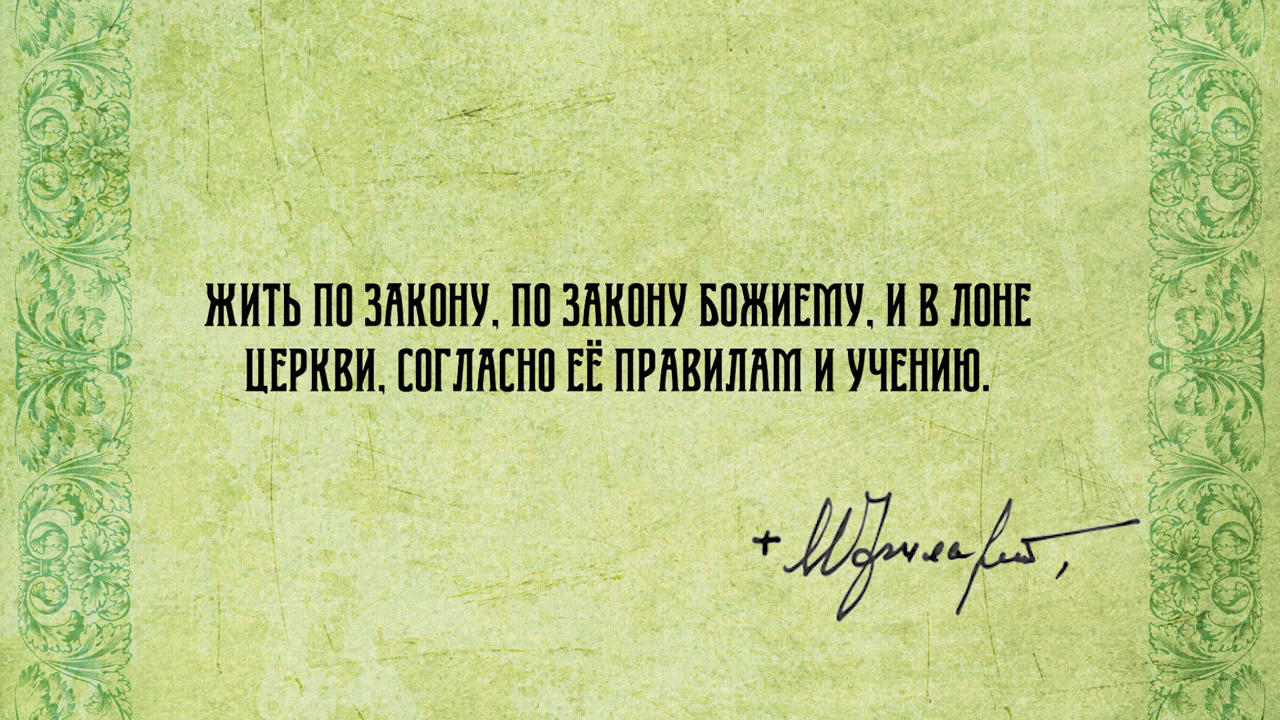 ЖИТЬ ПО ЗАКОНУ, ПО ЗАКОНУ БОЖИЕМУ, И В ЛОНЕ
ЦЕРКВИ, СОГЛАСНО ЕЁ ПРАВИЛАМ И УЧЕНИЮ.